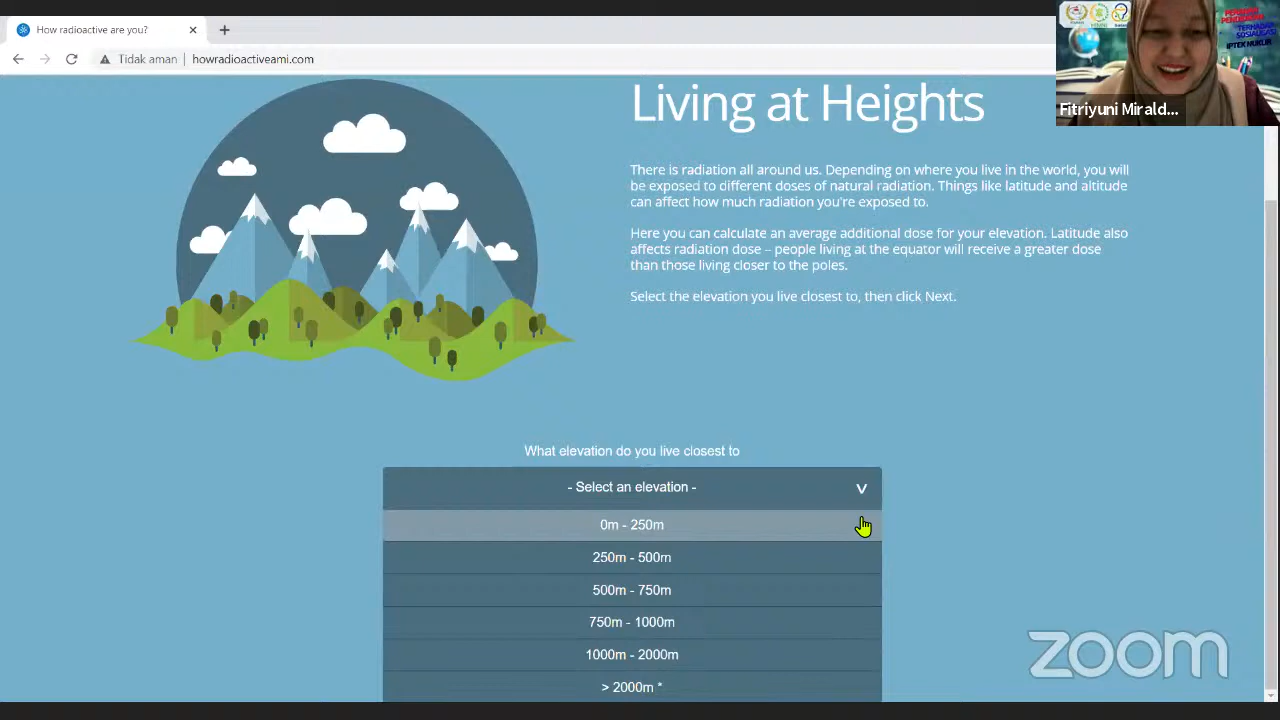 How radioactive are you?
Tidak aman
howradioactiveami.com
PERSEPSI
PENDIDIKAN
TERHADAP
SOSIALISASI
IPTEK NUKLIR
Fitriyuni Mirald...
Living at Heights
There is radiation all around us. Depending on where you live in the world, you will
be exposed to different doses of natural radiation. Things like latitude and altitude
can affect how much radiation you're exposed to.
Here you can calculate an average additional dose for your elevation. Latitude also
affects radiation dose – people living at the equator will receive a greater dose
than those living closer to the poles.
Select the elevation you live closest to, then click Next.
What elevation do you live closest to
- Select an elevation -
0m - 250m
250m - 500m
500m - 750m
750m - 1000m
1000m - 2000m
> 2000m *
zoom